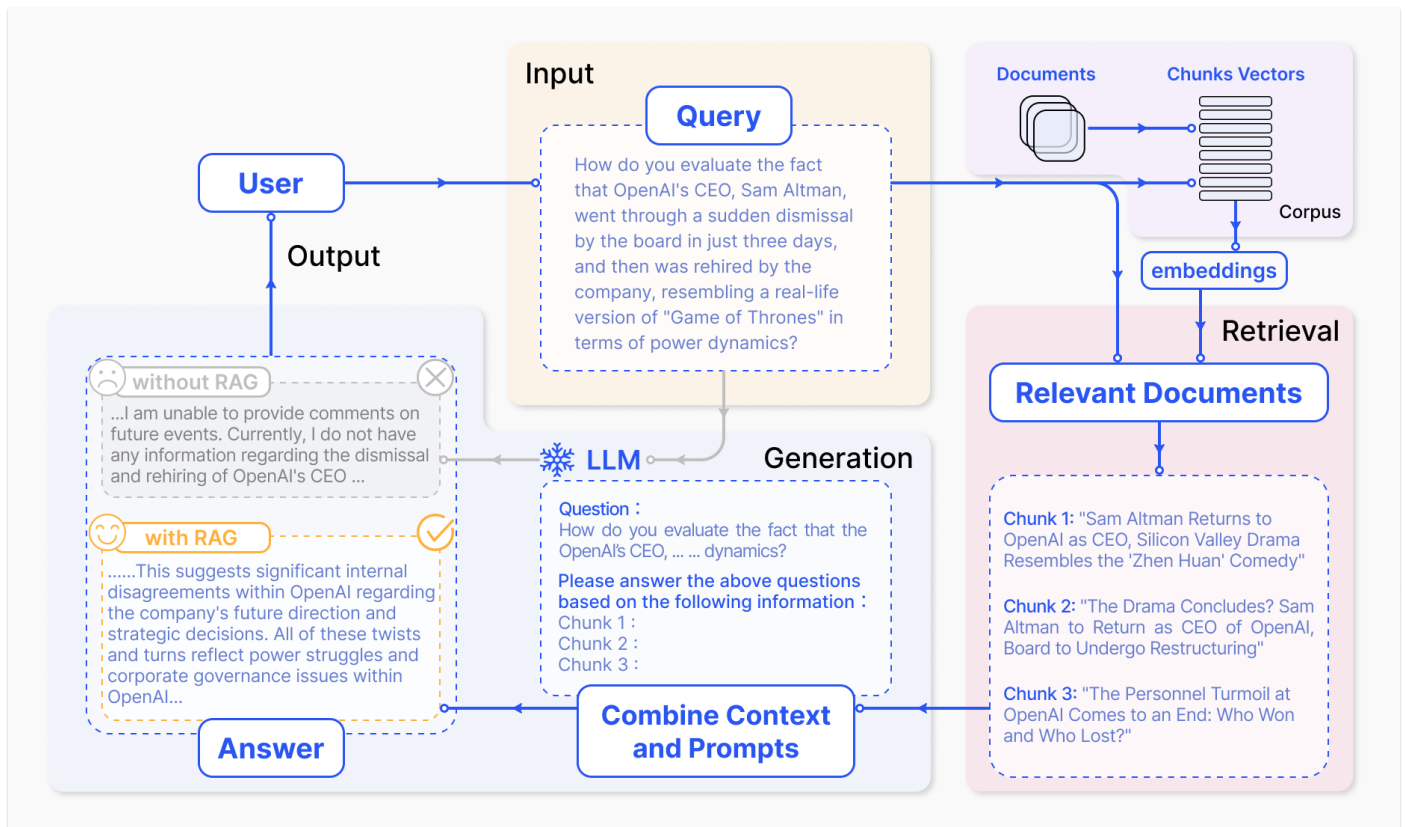 Input
Query
How do you evaluate the fact
that OpenAI's CEO, Sam Altman,
went through a sudden dismissal
by the board in just three days,
and then was rehired by the
company, resembling a real-life
version of "Game of Thrones" in
terms of power dynamics?
Documents
Chunks Vectors
Corpus
embeddings
User
Output
Retrieval
Relevant Documents
Chunk 1: "Sam Altman Returns to
OpenAI as CEO, Silicon Valley Drama
Resembles the 'Zhen Huan' Comedy"
Chunk 2: "The Drama Concludes? Sam
Altman to Return as CEO of OpenAI,
Board to Undergo Restructuring"
Chunk 3: "The Personnel Turmoil at
OpenAI Comes to an End: Who Won
and Who Lost?"
LLM
Generation
Question :
How do you evaluate the fact that the
OpenAI's CEO, ... ... dynamics?
Please answer the above questions
based on the following information :
Chunk 1 :
Chunk 2 :
Chunk 3 :
Combine Context
and Prompts
without RAG
...I am unable to provide comments on
future events. Currently, I do not have
any information regarding the dismissal
and rehiring of OpenAI's CEO ...
with RAG
......This suggests significant internal
disagreements within OpenAI regarding
the company's future direction and
strategic decisions. All of these twists
and turns reflect power struggles and
corporate governance issues within
OpenAI...
Answer